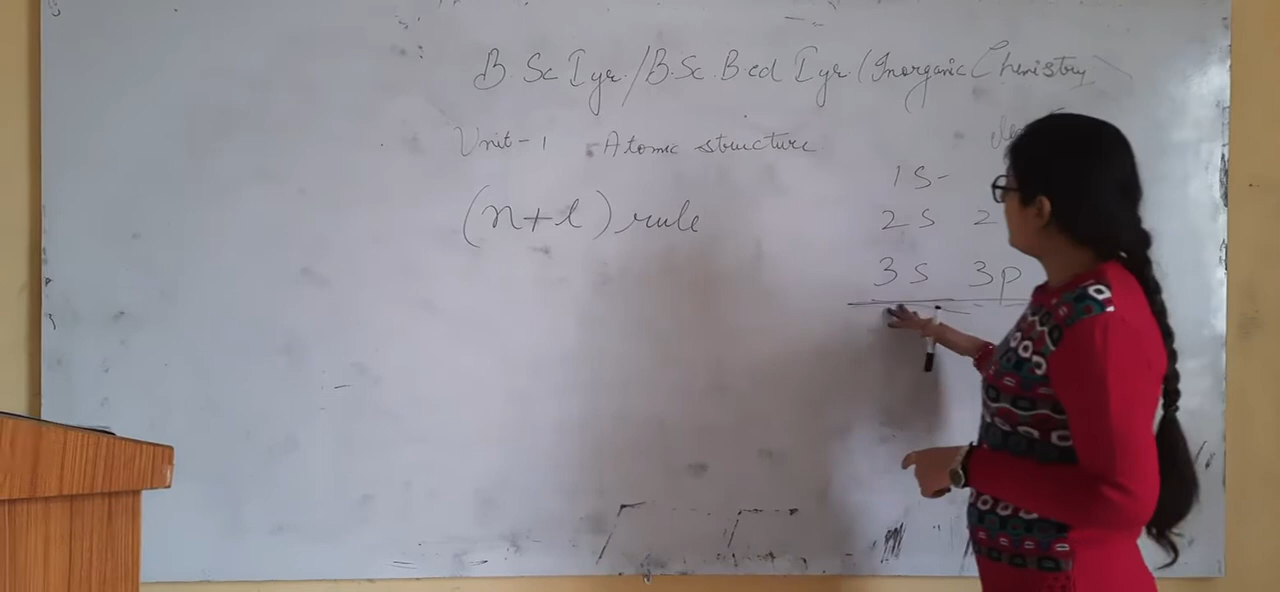 B.Sc I yr./B.Sc. B.ed I yr. (Inorganic Chemistry
Unit-1 Atomic structure
(n+l) rule
1S-
2S 2
3S 3p